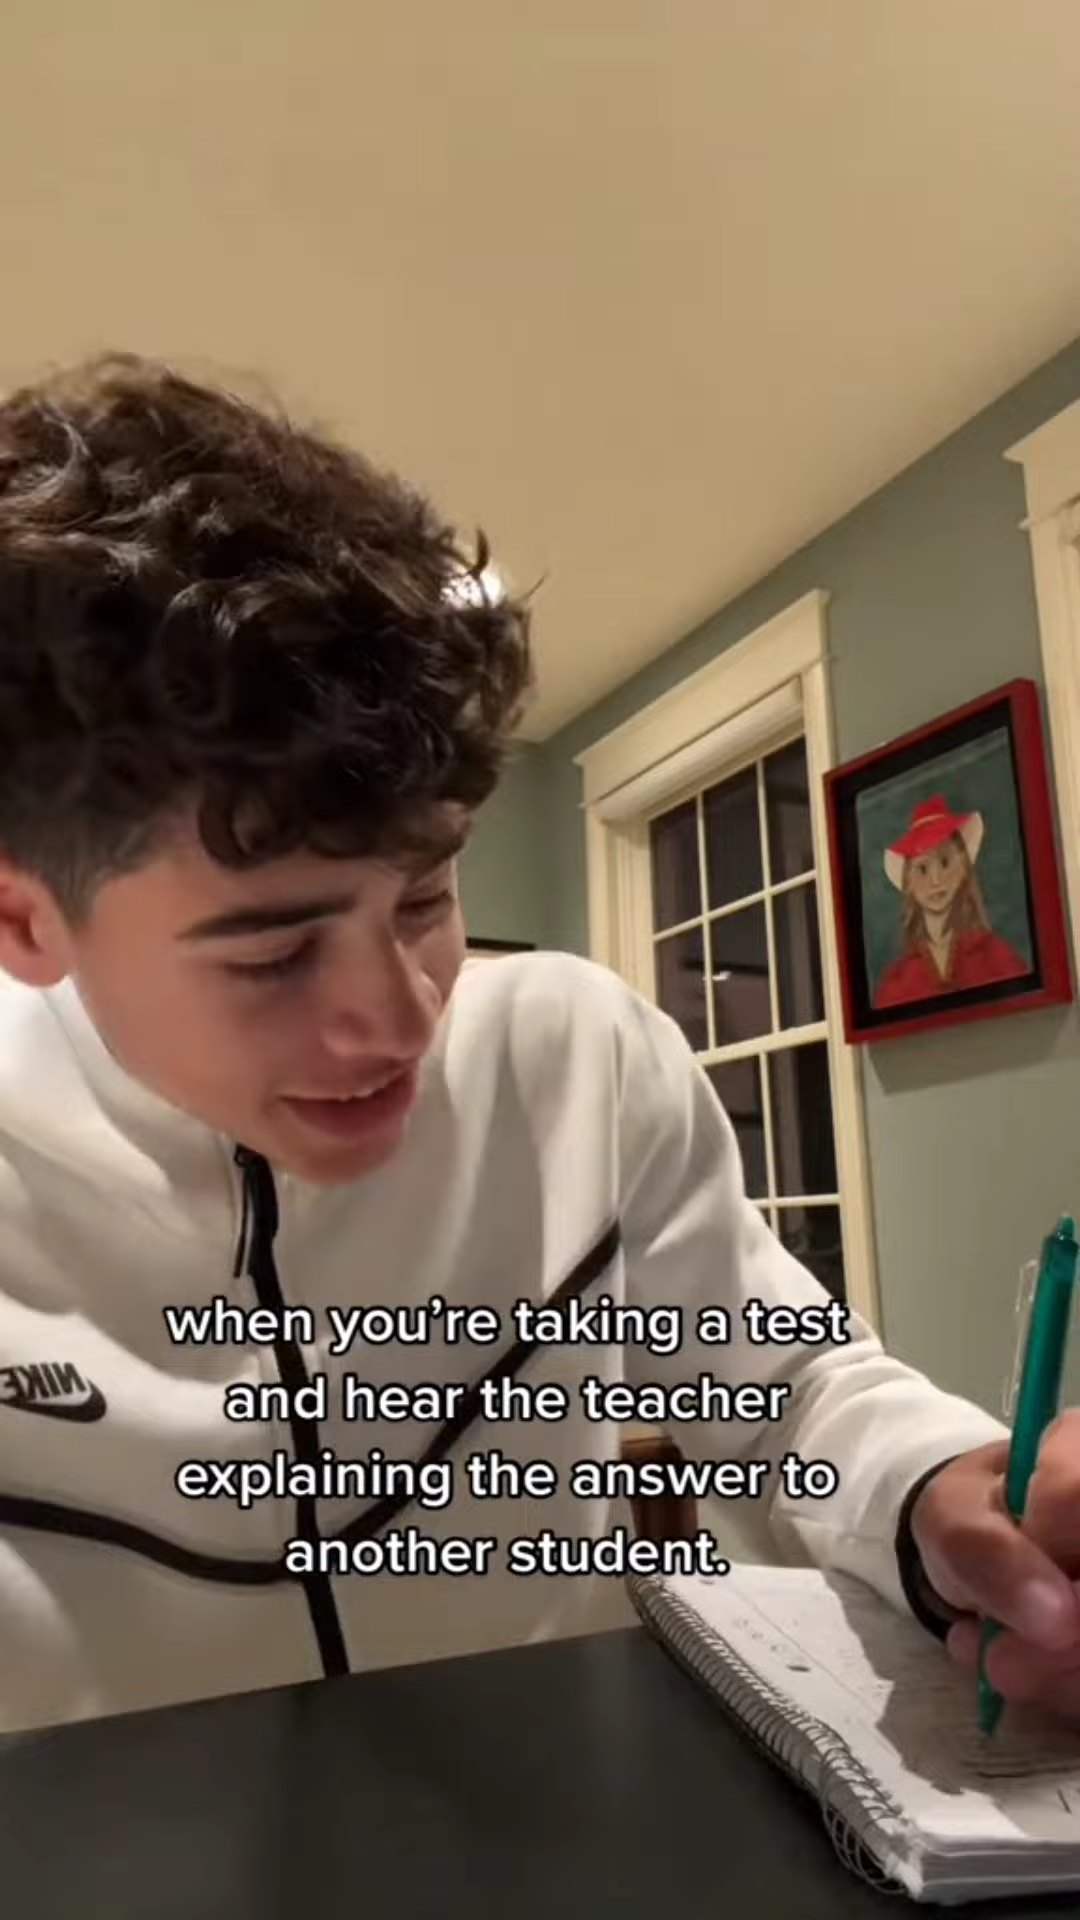 when you’re taking a test
and hear the teacher
explaining the answer to
another student.
NIKE